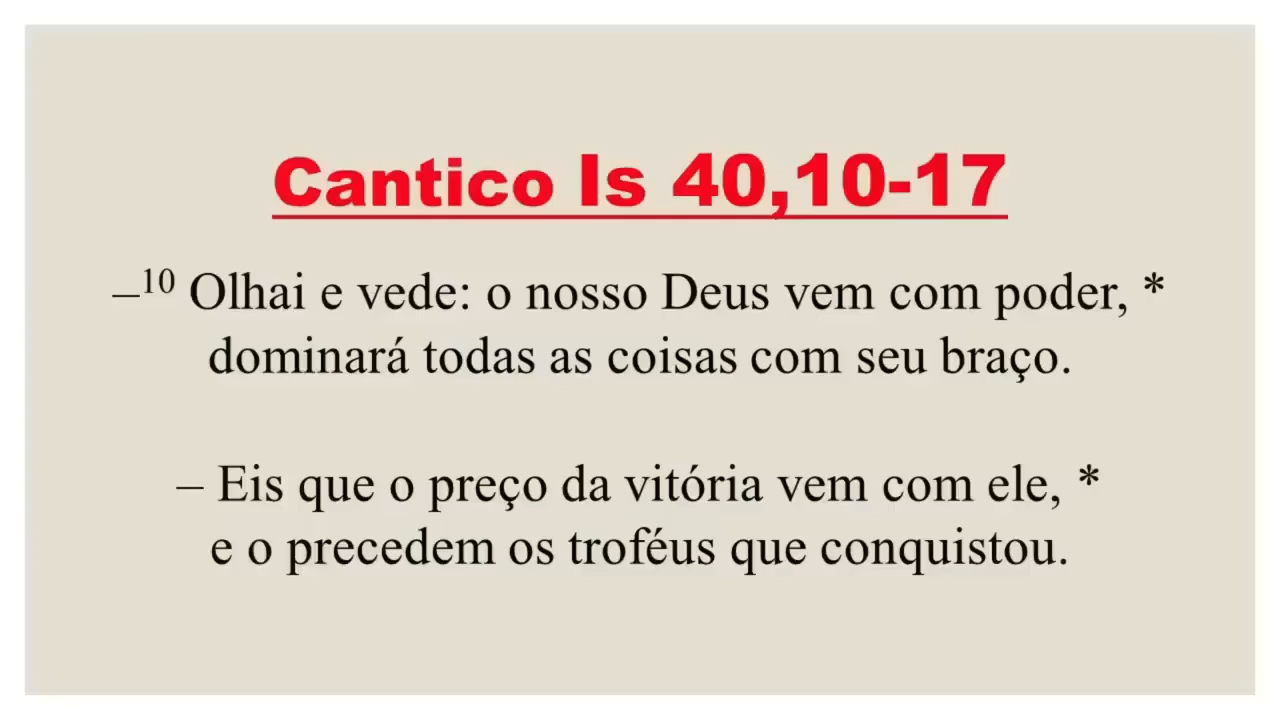 Cantico Is 40,10-17
–10 Olhai e vede: o nosso Deus vem com poder, *
dominará todas as coisas com seu braço.
– Eis que o preço da vitória vem com ele, *
e o precedem os troféus que conquistou.